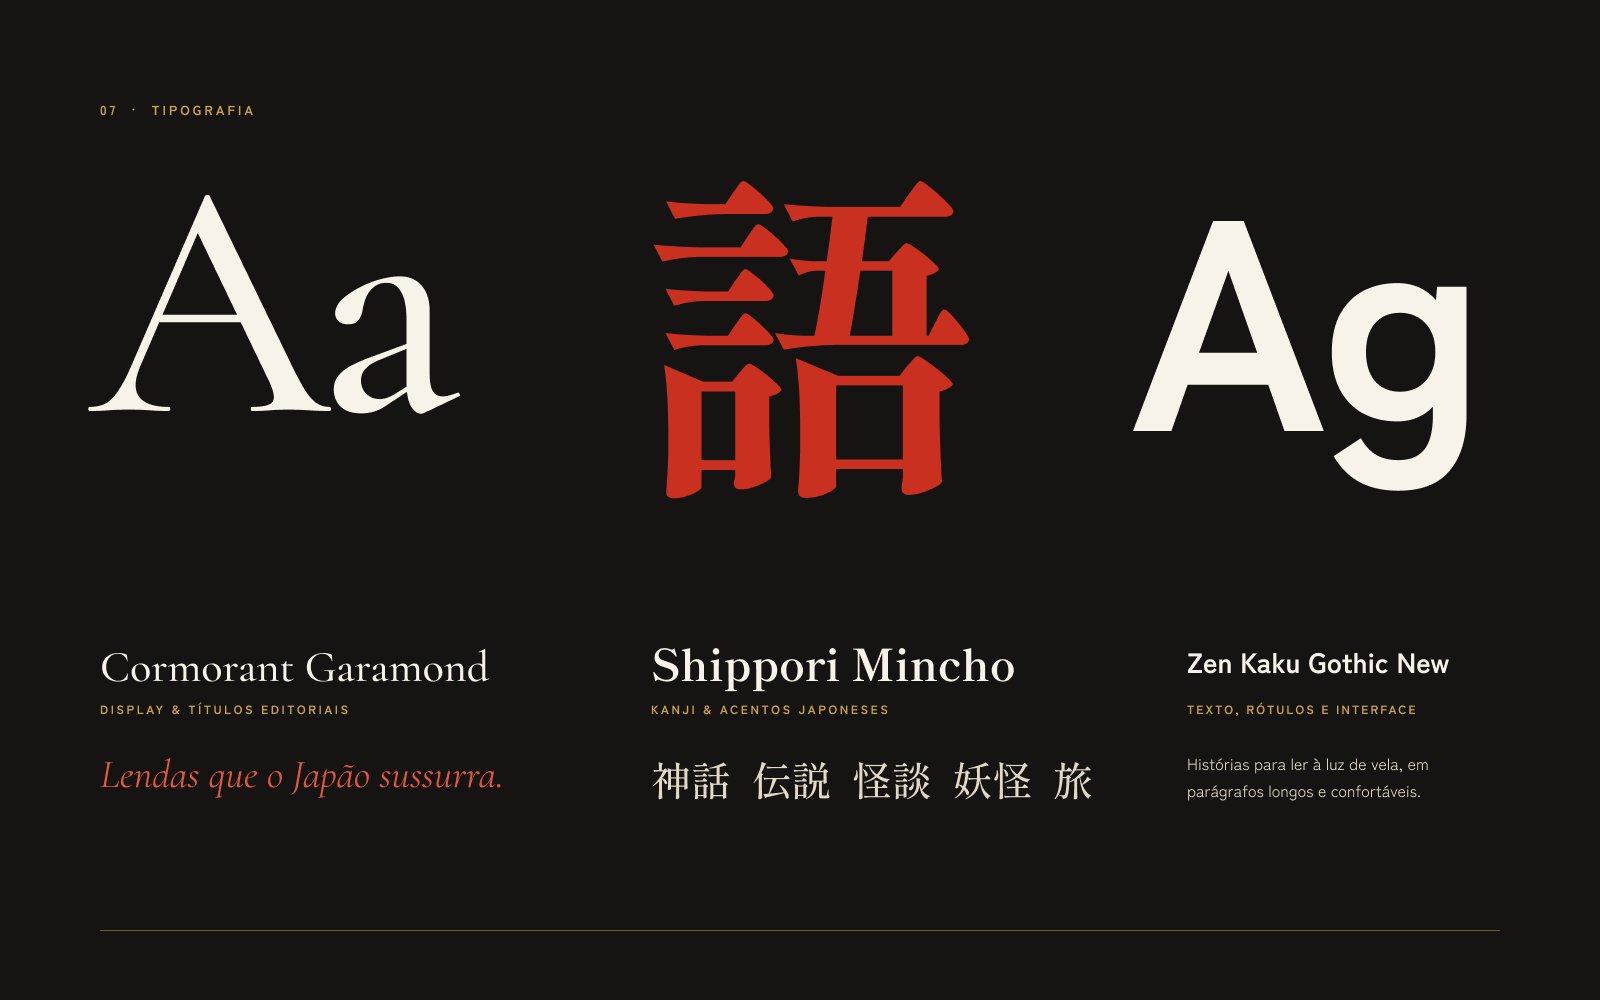 07 · TIPOGRAFIA
Aa
語
Ag
Cormorant Garamond
DISPLAY & TÍTULOS EDITORIAIS
Lendas que o Japão sussurra.
Shippori Mincho
KANJI & ACENTOS JAPONESES
神話 伝説 怪談 妖怪 旅
Zen Kaku Gothic New
TEXTO, RÓTULOS E INTERFACE
Histórias para ler à luz de vela, em
parágrafos longos e confortáveis.